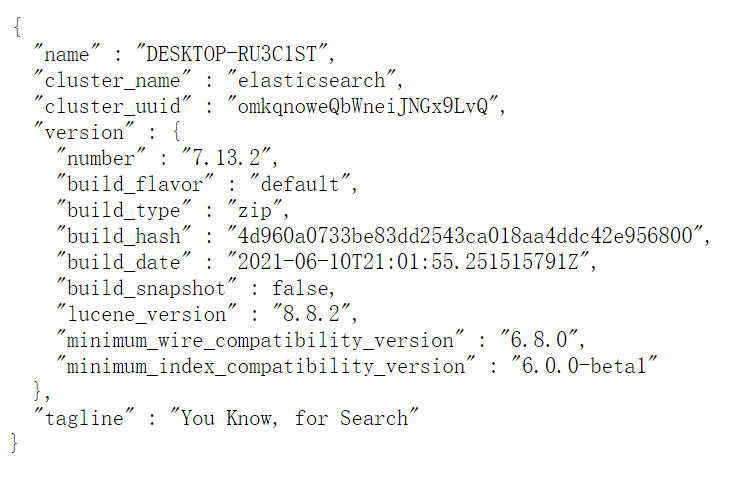 {
  "name" : "DESKTOP-RU3C1ST",
  "cluster_name" : "elasticsearch",
  "cluster_uuid" : "omkqnoweQbWneiJNGx9LvQ",
  "version" : {
    "number" : "7.13.2",
    "build_flavor" : "default",
    "build_type" : "zip",
    "build_hash" : "4d960a0733be83dd2543ca018aa4ddc42e956800",
    "build_date" : "2021-06-10T21:01:55.251515791Z",
    "build_snapshot" : false,
    "lucene_version" : "8.8.2",
    "minimum_wire_compatibility_version" : "6.8.0",
    "minimum_index_compatibility_version" : "6.0.0-beta1"
  },
  "tagline" : "You Know, for Search"
}